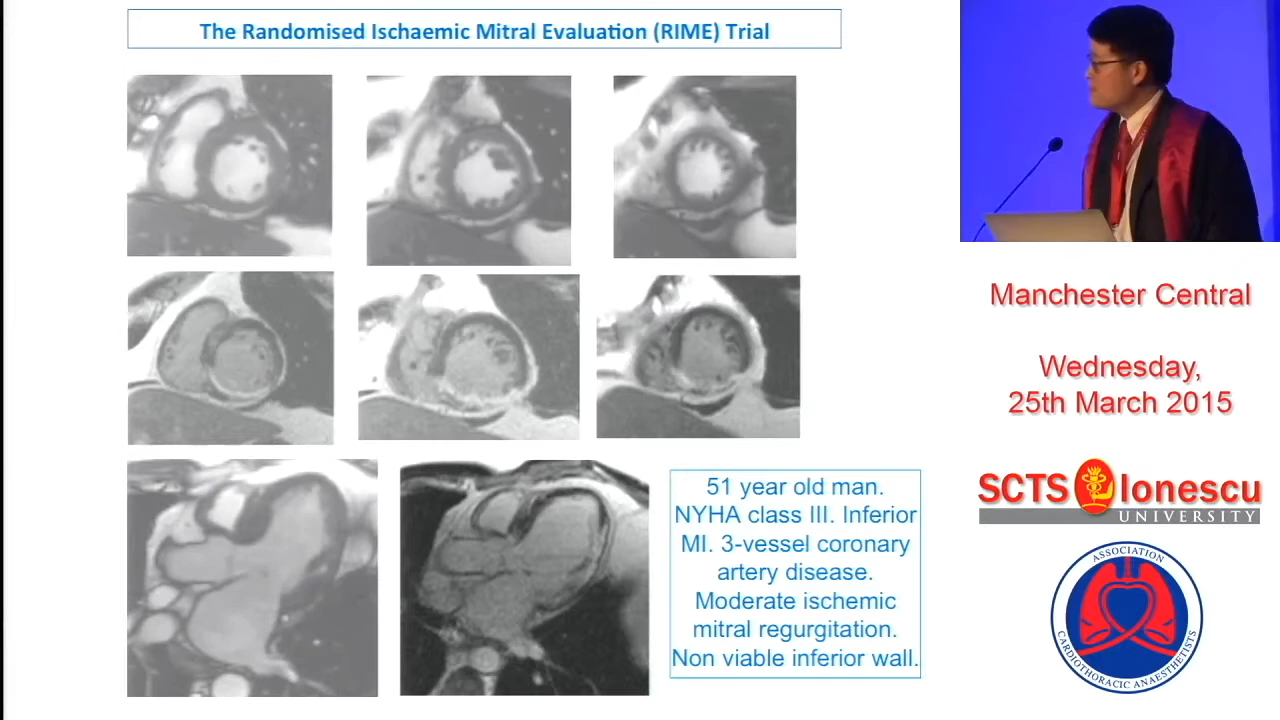 The Randomised Ischaemic Mitral Evaluation (RIME) Trial
51 year old man.
NYHA class III. Inferior
MI. 3-vessel coronary
artery disease.
Moderate ischemic
mitral regurgitation.
Non viable inferior wall.
Manchester Central
Wednesday,
25th March 2015
SCTS Ionescu
UNIVERSITY
ASSOCIATION
CARDIOTHORACIC ANAESTHETISTS